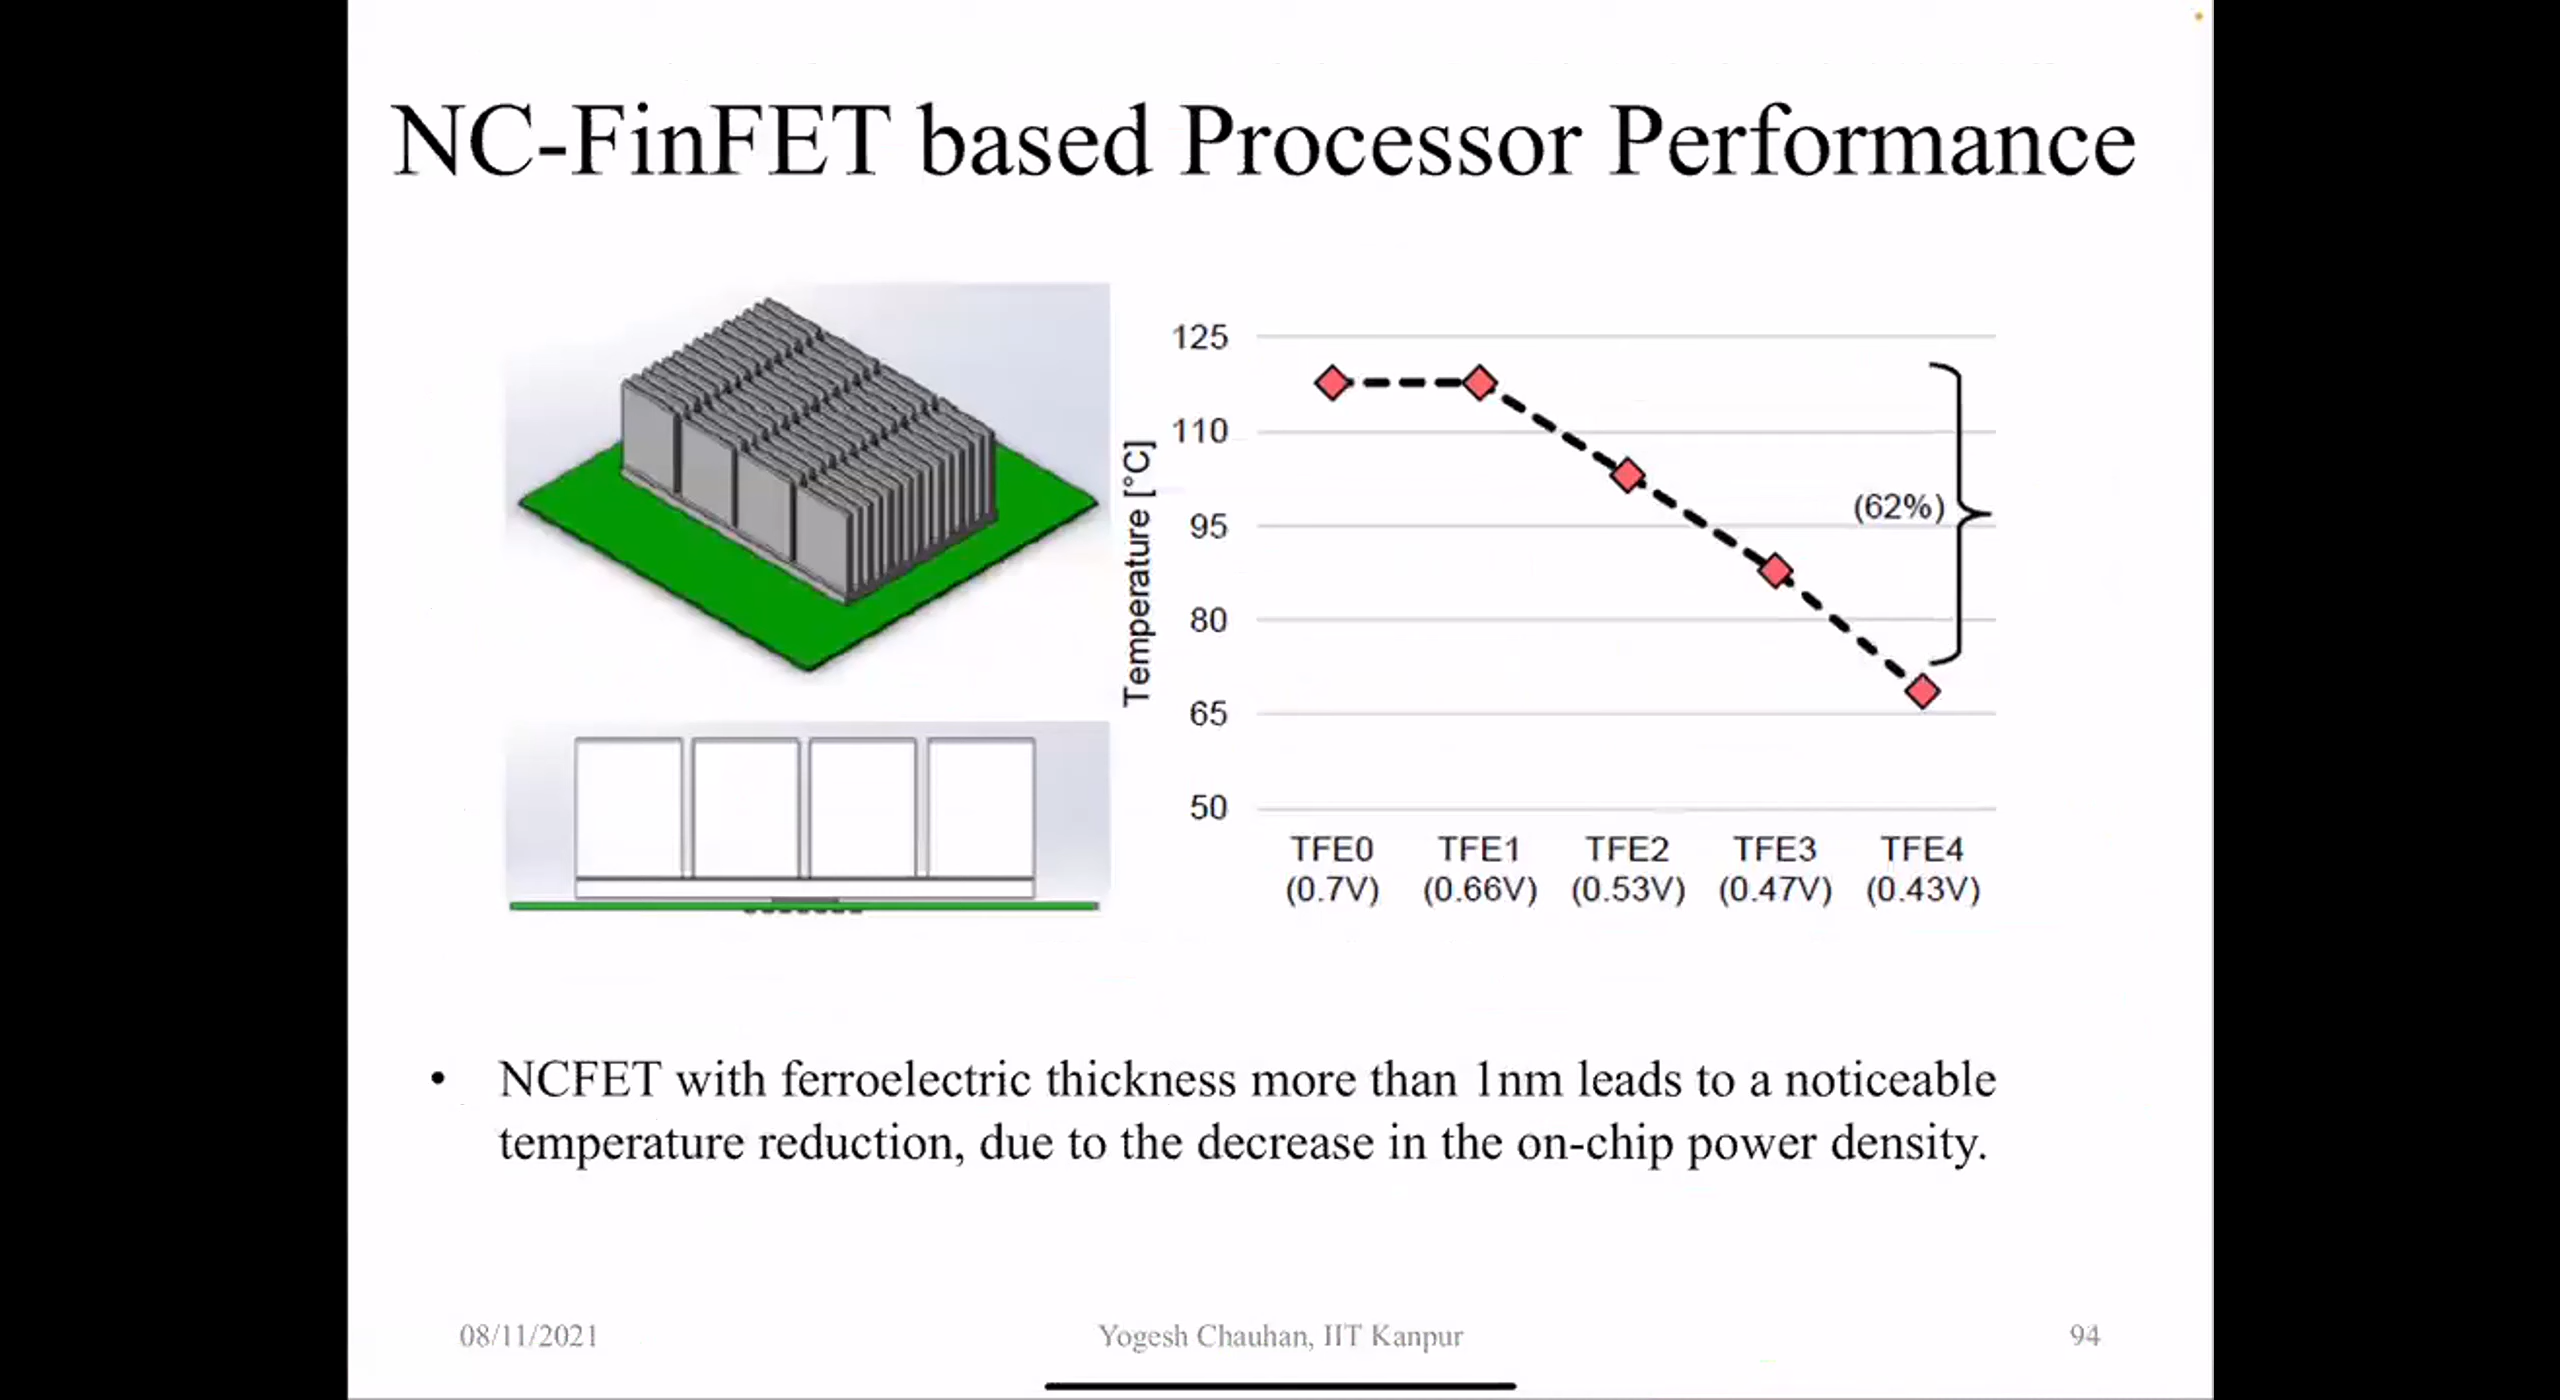 NC-FinFET based Processor Performance
Temperature [°C]
125
110
95
80
65
50
(62%)
TFE0 TFE1 TFE2 TFE3 TFE4
(0.7V) (0.66V) (0.53V) (0.47V) (0.43V)
• NCFET with ferroelectric thickness more than 1nm leads to a noticeable
temperature reduction, due to the decrease in the on-chip power density.
08/11/2021 Yogesh Chauhan, IIT Kanpur 94